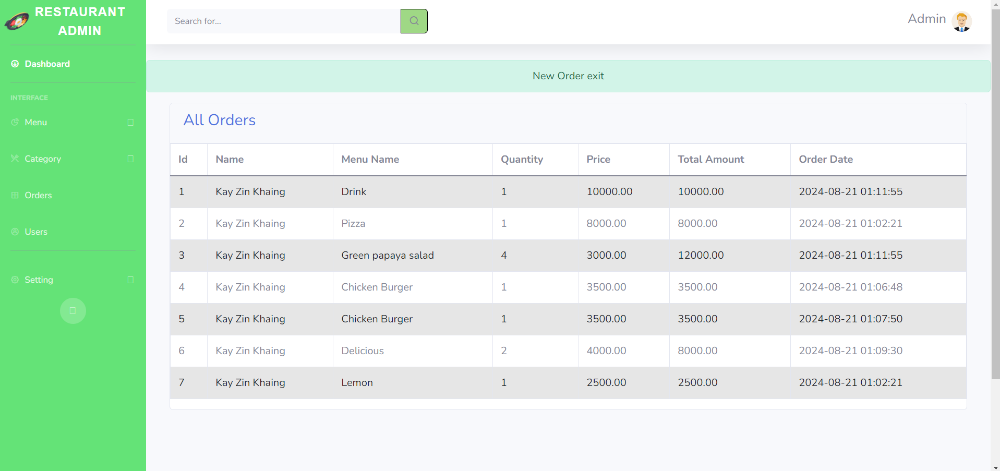 RESTAURANT
ADMIN
Search for...
Admin
Dashboard
New Order exit
INTERFACE
Menu
Category
Orders
Users
Setting
All Orders
Id Name Menu Name Quantity Price Total Amount Order Date
1 Kay Zin Khaing Drink 1 10000.00 10000.00 2024-08-21 01:11:55
2 Kay Zin Khaing Pizza 1 8000.00 8000.00 2024-08-21 01:02:21
3 Kay Zin Khaing Green papaya salad 4 3000.00 12000.00 2024-08-21 01:11:55
4 Kay Zin Khaing Chicken Burger 1 3500.00 3500.00 2024-08-21 01:06:48
5 Kay Zin Khaing Chicken Burger 1 3500.00 3500.00 2024-08-21 01:07:50
6 Kay Zin Khaing Delicious 2 4000.00 8000.00 2024-08-21 01:09:30
7 Kay Zin Khaing Lemon 1 2500.00 2500.00 2024-08-21 01:02:21